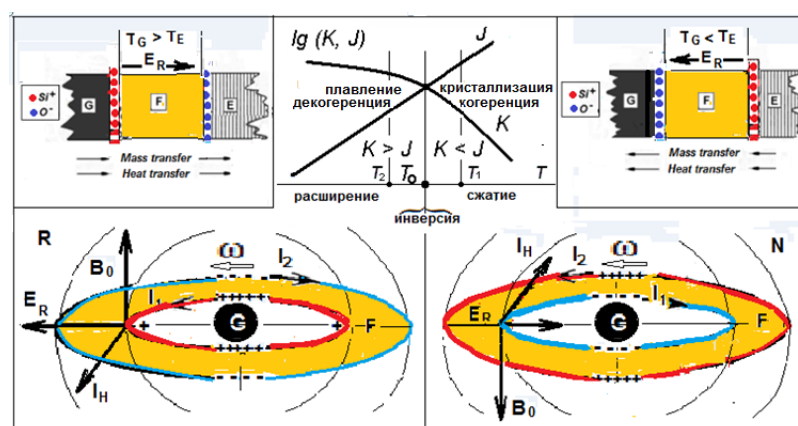 T_G > T_E
E_R
Si⁺
O⁻
G
F
E
Mass transfer
Heat transfer
lg (K, J)
J
плавление
декогеренция
кристаллизация
когеренция
K
K > J
K < J
T₂
T₀
T₁
T
расширение
сжатие
инверсия
T_G < T_E
E_R
Si⁺
O⁻
G
F
E
Mass transfer
Heat transfer
R
B₀
ω
I₂
I₁
E_R
G
F
I_H
N
I_H
ω
I₂
I₁
E_R
G
F
B₀